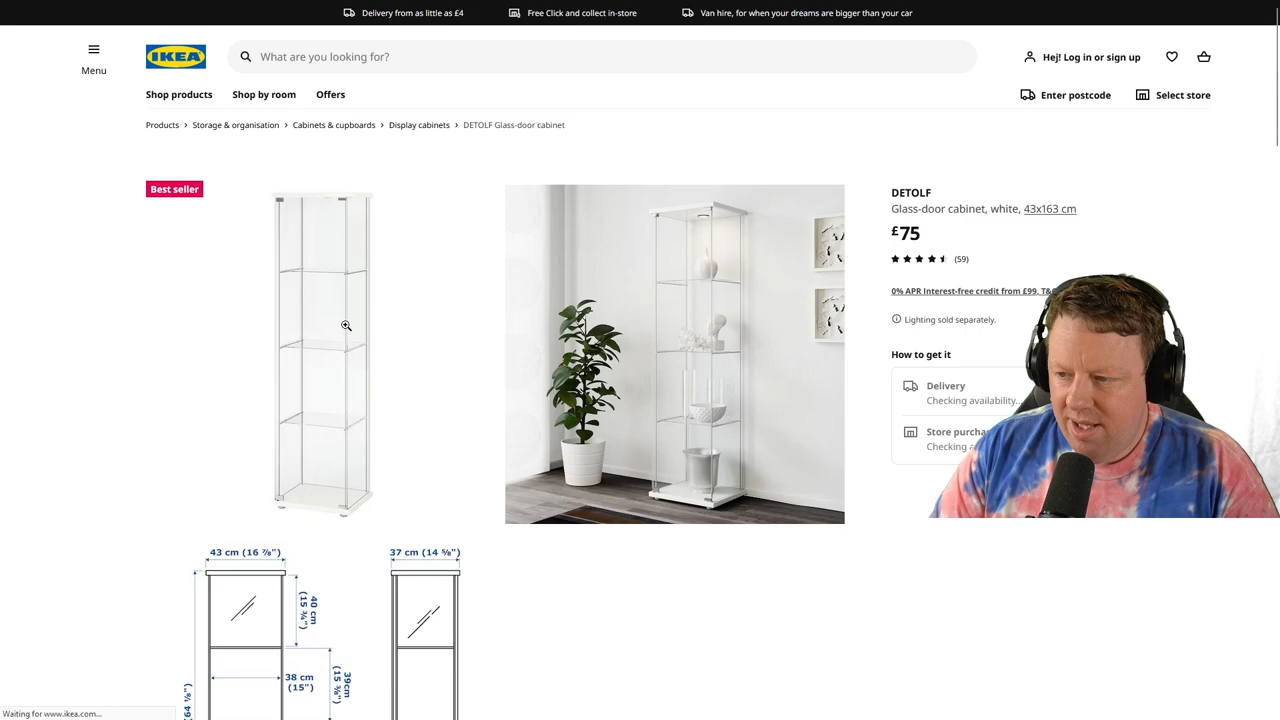 Delivery from as little as £4
Free Click and collect in-store
Van hire, for when your dreams are bigger than your car
Menu
IKEA
What are you looking for?
Hej! Log in or sign up
Shop products
Shop by room
Offers
Enter postcode
Select store
Products > Storage & organisation > Cabinets & cupboards > Display cabinets > DETOLF Glass-door cabinet
Best seller
DETOLF
Glass-door cabinet, white, 43x163 cm
£75
(59)
0% APR Interest-free credit from £99, T&
Lighting sold separately.
How to get it
Delivery
Checking availability...
Store purcha
Checking
43 cm (16 ⅞")
37 cm (14 ⅝")
40 cm
(15 ¾")
38 cm
(15")
39cm
(15 ⅜")
Waiting for www.ikea.com...